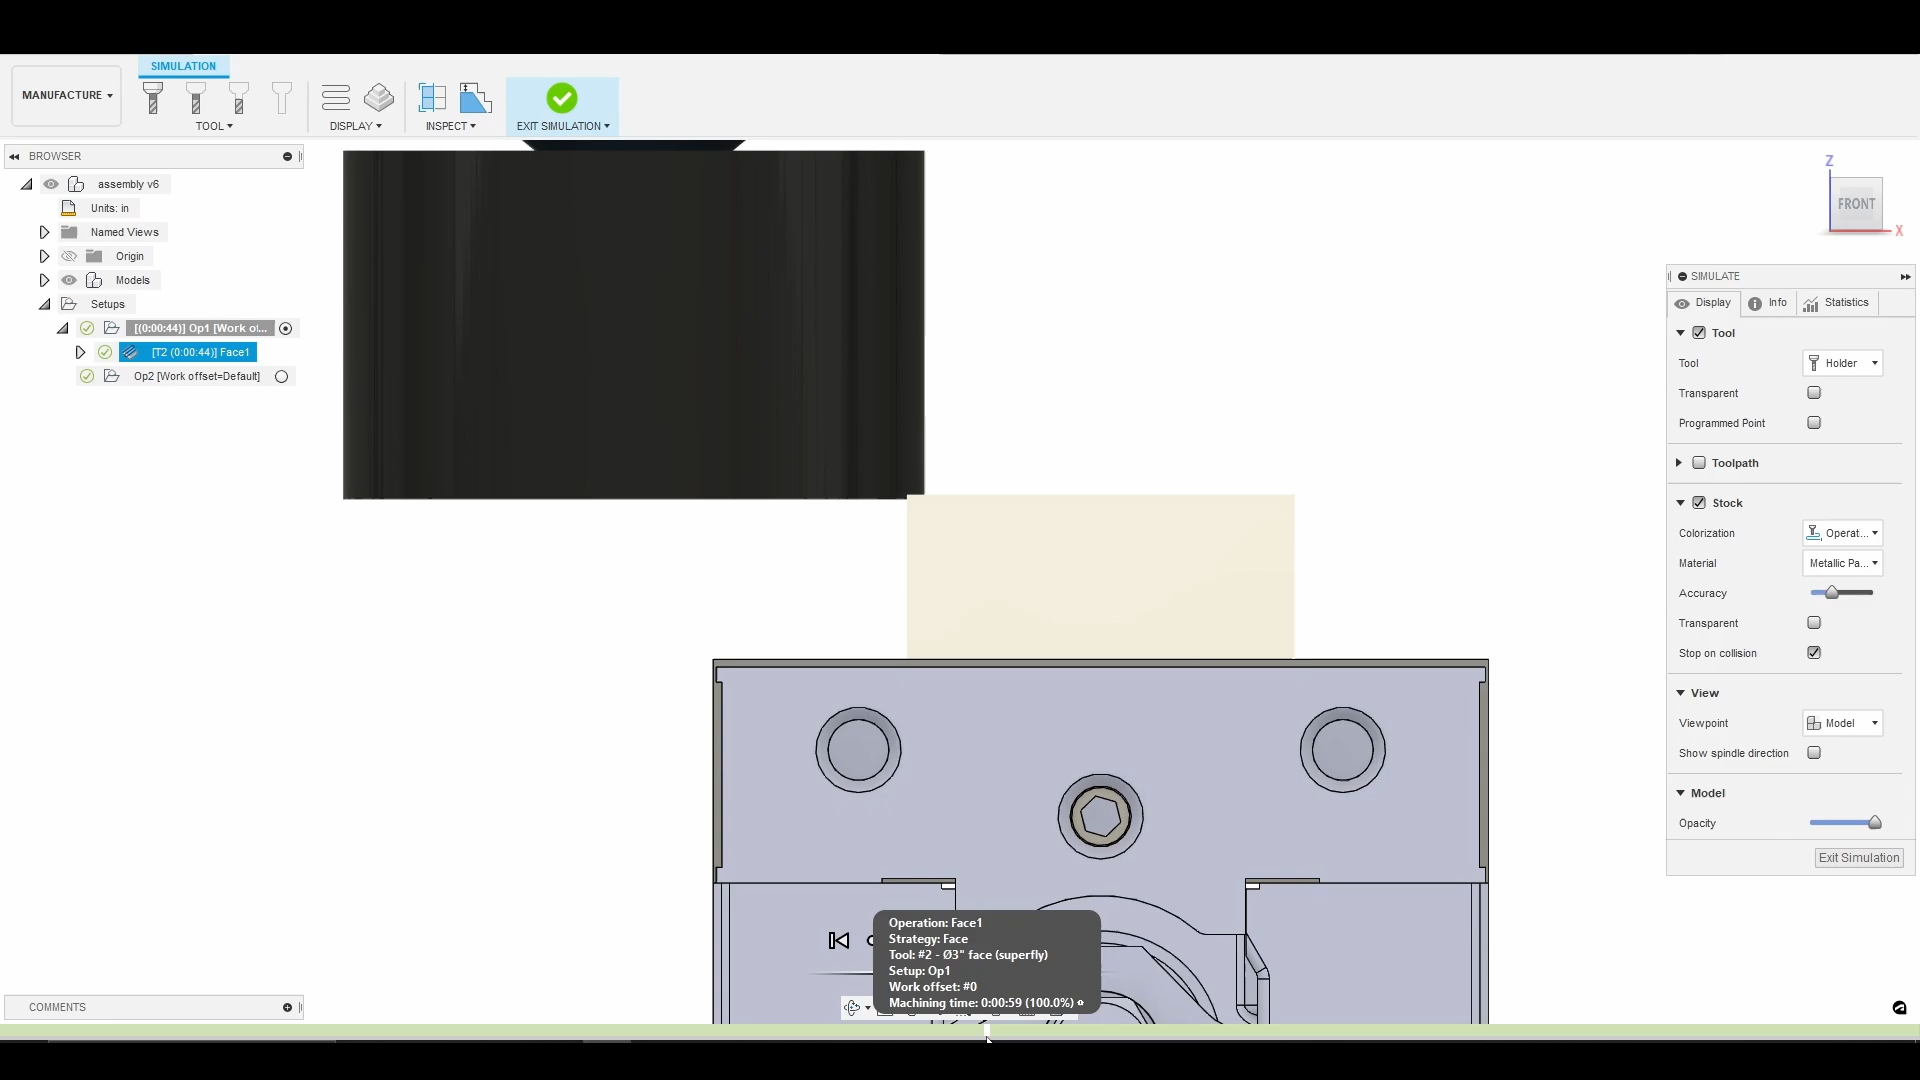 SIMULATION
MANUFACTURE
TOOL
DISPLAY
INSPECT
EXIT SIMULATION
BROWSER
assembly v6
Units: in
Named Views
Origin
Models
Setups
[(0:00:44)] Op1 [Work o...
[T2 (0:00:44)] Face1
Op2 [Work offset=Default]
Z
FRONT
X
SIMULATE
Display
Info
Statistics
Tool
Tool
Holder
Transparent
Programmed Point
Toolpath
Stock
Colorization
Operat...
Material
Metallic Pa...
Accuracy
Transparent
Stop on collision
View
Viewpoint
Model
Show spindle direction
Model
Opacity
Exit Simulation
Operation: Face1
Strategy: Face
Tool: #2 - Ø3" face (superfly)
Setup: Op1
Work offset: #0
Machining time: 0:00:59 (100.0%)
COMMENTS